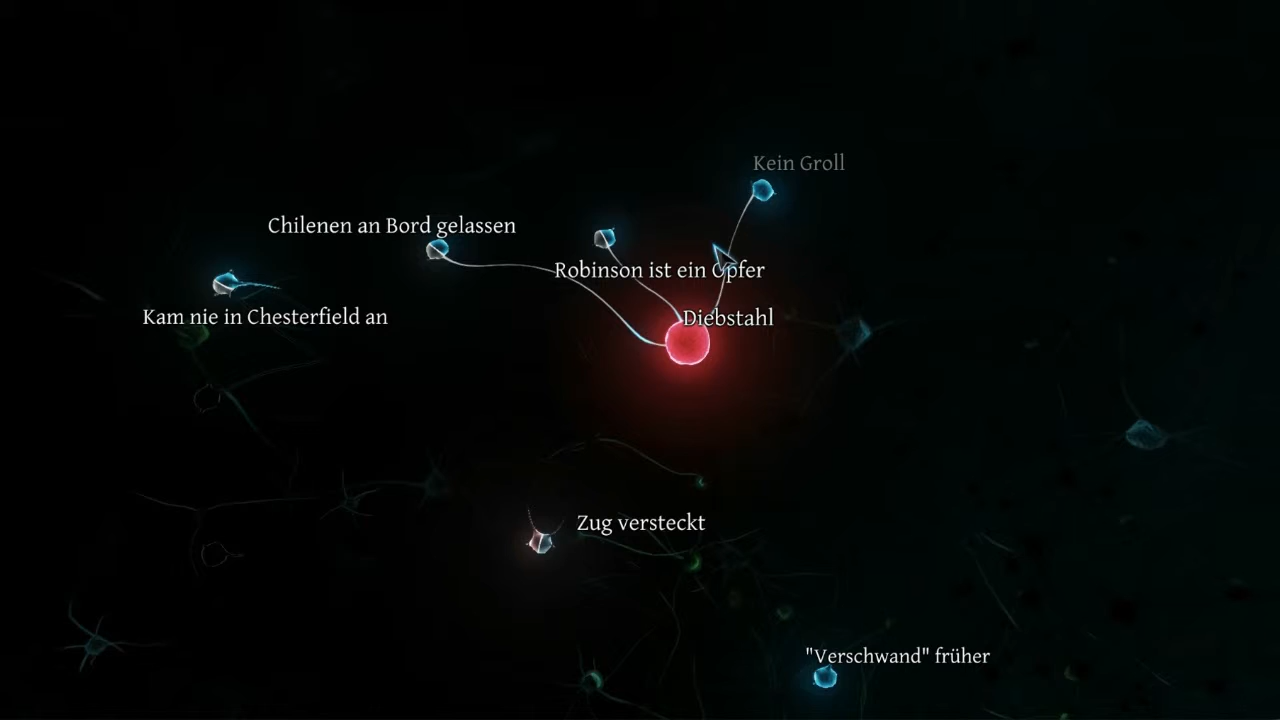 Kein Groll
Chilenen an Bord gelassen
Robinson ist ein Opfer
Kam nie in Chesterfield an
Diebstahl
Zug versteckt
"Verschwand" früher